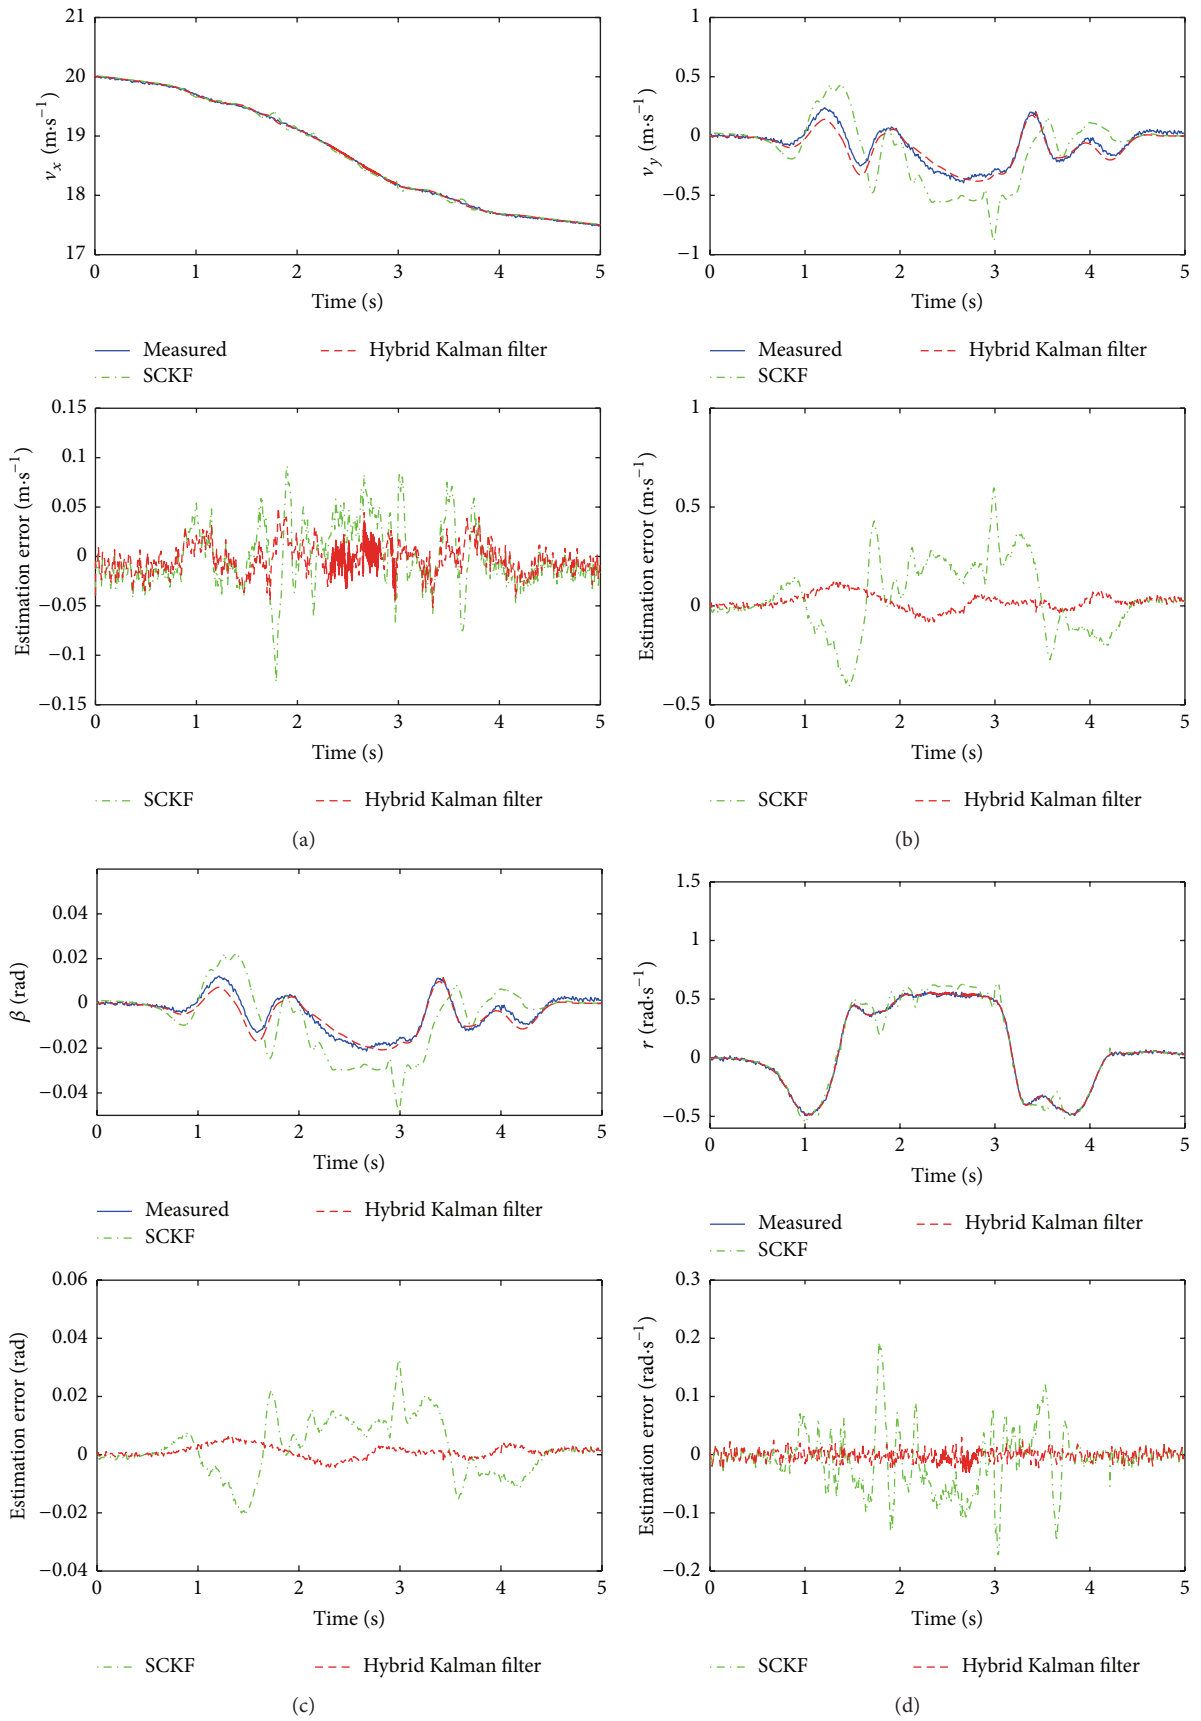 21
20
19
18
17
v_x (m·s⁻¹)
0 1 2 3 4 5
Time (s)
Measured
Hybrid Kalman filter
SCKF
1
0.5
0
−0.5
−1
v_y (m·s⁻¹)
0 1 2 3 4 5
Time (s)
Measured
Hybrid Kalman filter
SCKF
0.15
0.1
0.05
0
−0.05
−0.1
−0.15
Estimation error (m·s⁻¹)
0 1 2 3 4 5
Time (s)
SCKF
Hybrid Kalman filter
(a)
1
0.5
0
−0.5
Estimation error (m·s⁻¹)
0 1 2 3 4 5
Time (s)
SCKF
Hybrid Kalman filter
(b)
0.04
0.02
0
−0.02
−0.04
β (rad)
0 1 2 3 4 5
Time (s)
Measured
Hybrid Kalman filter
SCKF
1.5
1
0.5
0
−0.5
r (rad·s⁻¹)
0 1 2 3 4 5
Time (s)
Measured
Hybrid Kalman filter
SCKF
0.06
0.04
0.02
0
−0.02
−0.04
Estimation error (rad)
0 1 2 3 4 5
Time (s)
SCKF
Hybrid Kalman filter
(c)
0.3
0.2
0.1
0
−0.1
−0.2
Estimation error (rad·s⁻¹)
0 1 2 3 4 5
Time (s)
SCKF
Hybrid Kalman filter
(d)